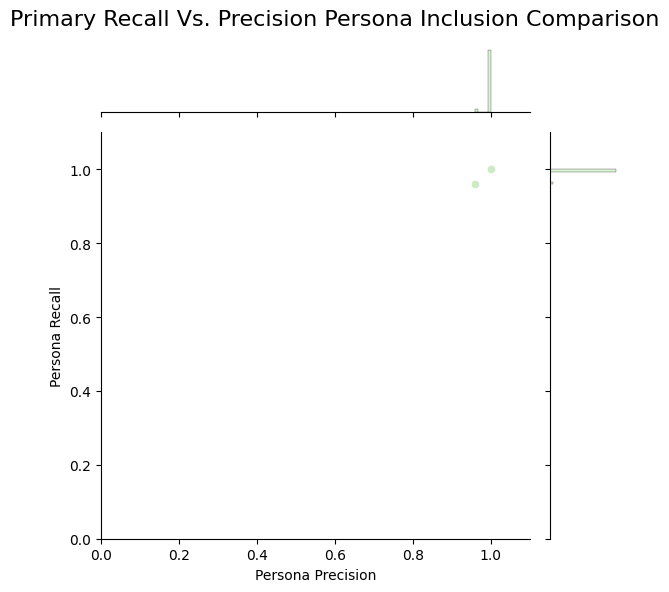 Primary Recall Vs. Precision Persona Inclusion Comparison
1.0
0.8
0.6
0.4
0.2
0.0
Persona Recall
0.0 0.2 0.4 0.6 0.8 1.0
Persona Precision